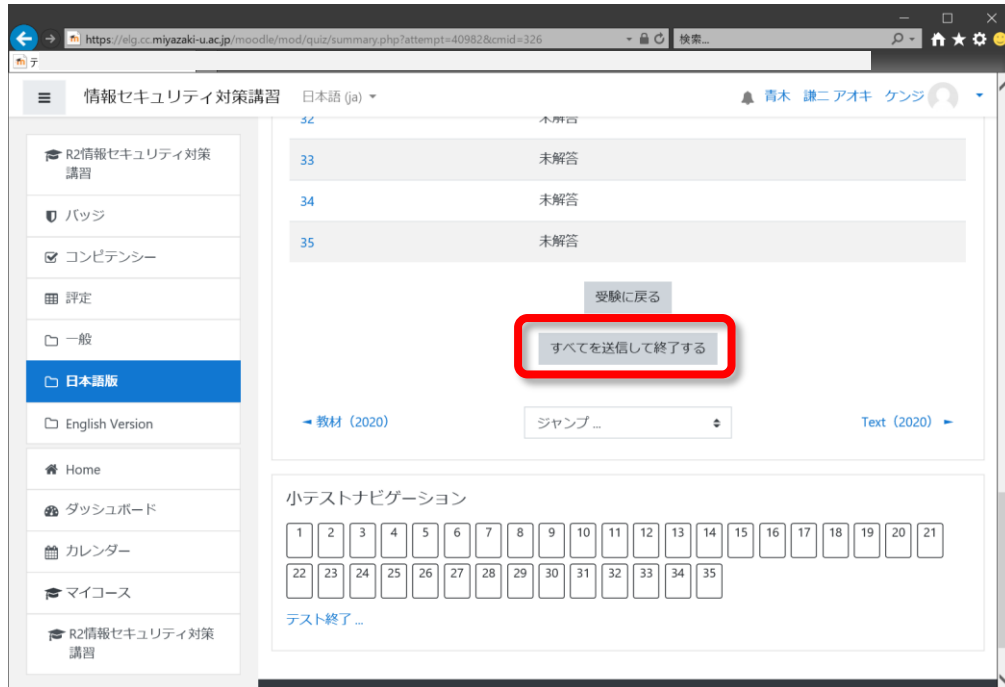 https://elg.cc.miyazaki-u.ac.jp/moodle/mod/quiz/summary.php?attempt=40982&cmid=326
検索...
テ
情報セキュリティ対策講習
日本語 (ja)
青木 謙二 アオキ ケンジ
R2情報セキュリティ対策
講習
バッジ
コンピテンシー
評定
一般
日本語版
English Version
Home
ダッシュボード
カレンダー
マイコース
R2情報セキュリティ対策
講習
32 未解答
33 未解答
34 未解答
35 未解答
受験に戻る
すべてを送信して終了する
◄ 教材（2020）
ジャンプ ...
Text（2020） ►
小テストナビゲーション
1 2 3 4 5 6 7 8 9 10 11 12 13 14 15 16 17 18 19 20 21
22 23 24 25 26 27 28 29 30 31 32 33 34 35
テスト終了 ...